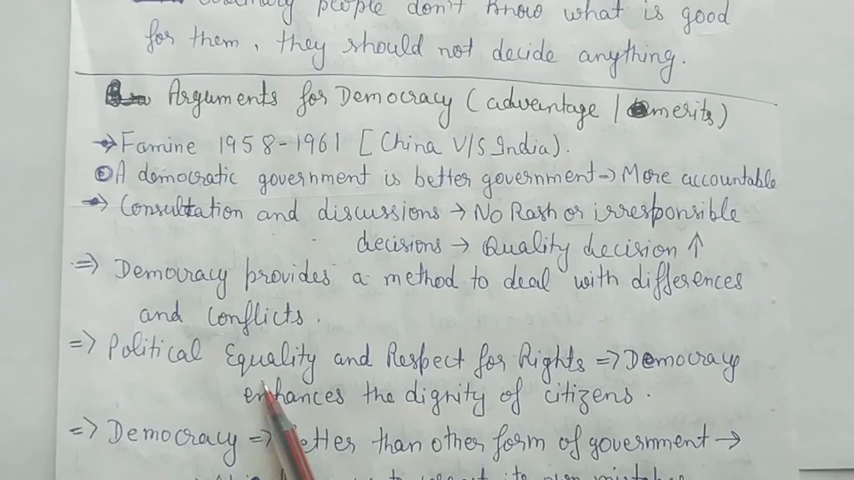 people don't know what is good
for them, they should not decide anything.
Arguments for Democracy (advantage | merits)
→ Famine 1958-1961 [China V/S India).
A democratic government is better government → More accountable
→ Consultation and discussions → No Rash or irresponsible
decisions → Quality decision ↑
⇒ Democracy provides a method to deal with differences
and conflicts.
⇒ Political Equality and Respect for Rights ⇒ Democracy
enhances the dignity of citizens.
⇒ Democracy ⇒ Better than other form of government →
its own